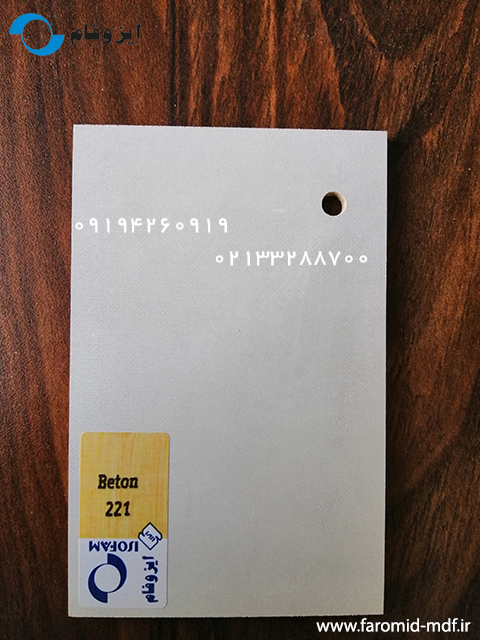 ایزوفام
۰۹۱۹۴۲۶۰۹۱۹
۰۲۱۳۳۲۸۸۷۰۰
Beton
221
ISOFAM
ایزوفام
www.faromid-mdf.ir